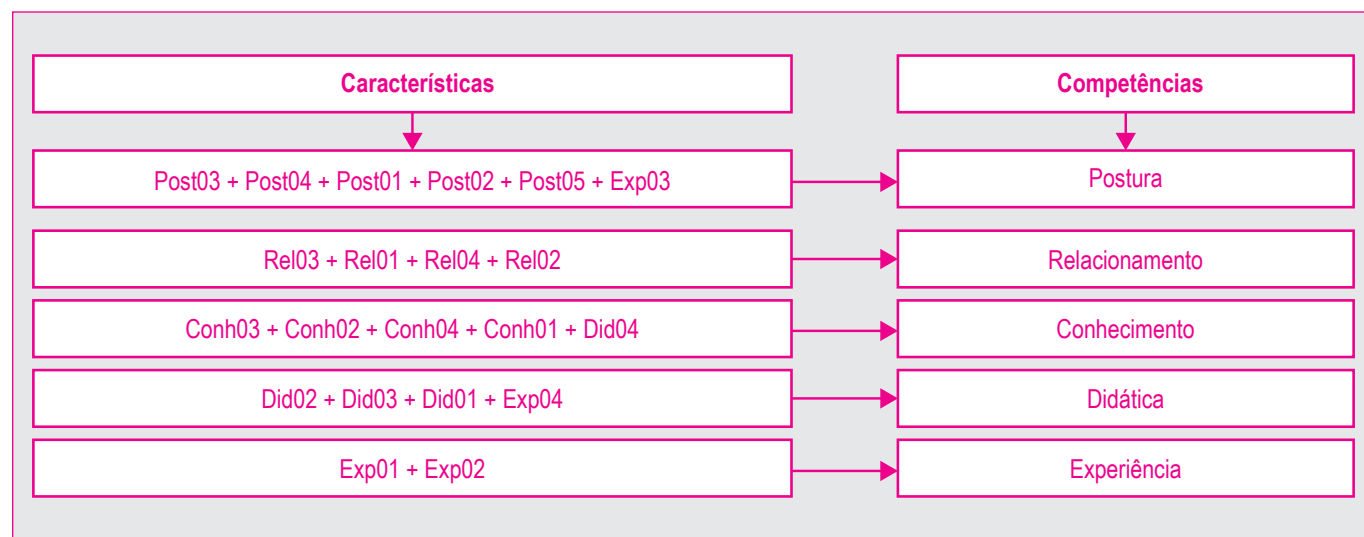 Característícas
Competências
Post03 + Post04 + Post01 + Post02 + Post05 + Exp03
Postura
Rel03 + Rel01 + Rel04 + Rel02
Relacionamento
Conh03 + Conh02 + Conh04 + Conh01 + Did04
Conhecimento
Did02 + Did03 + Did01 + Exp04
Didática
Exp01 + Exp02
Experiência